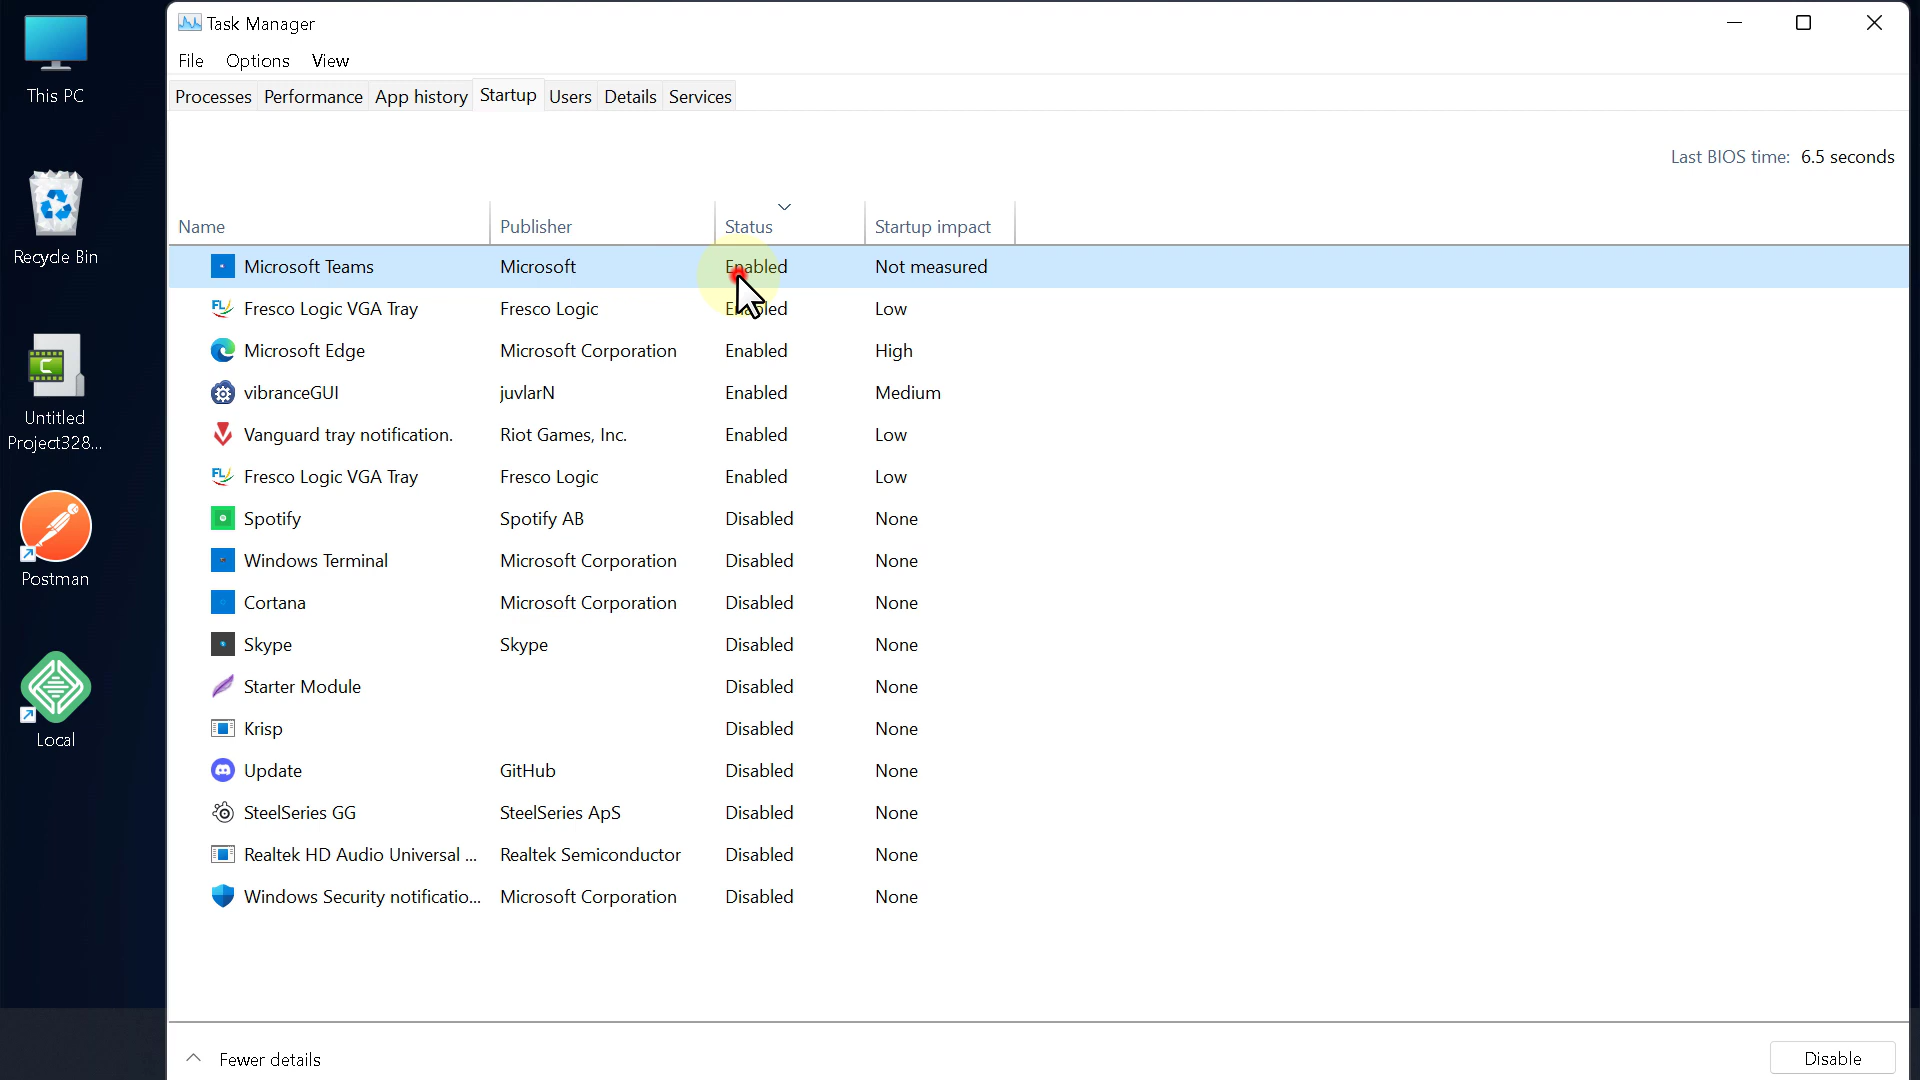 Task Manager
File Options View
Processes Performance App history Startup Users Details Services
Last BIOS time: 6.5 seconds
Name Publisher Status Startup impact
Microsoft Teams Microsoft Enabled Not measured
Fresco Logic VGA Tray Fresco Logic Enabled Low
Microsoft Edge Microsoft Corporation Enabled High
vibranceGUI juvlarN Enabled Medium
Vanguard tray notification. Riot Games, Inc. Enabled Low
Fresco Logic VGA Tray Fresco Logic Enabled Low
Spotify Spotify AB Disabled None
Windows Terminal Microsoft Corporation Disabled None
Cortana Microsoft Corporation Disabled None
Skype Skype Disabled None
Starter Module Disabled None
Krisp Disabled None
Update GitHub Disabled None
SteelSeries GG SteelSeries ApS Disabled None
Realtek HD Audio Universal ... Realtek Semiconductor Disabled None
Windows Security notificatio... Microsoft Corporation Disabled None
Fewer details
Disable
This PC
Recycle Bin
Untitled
Project328...
Postman
Local